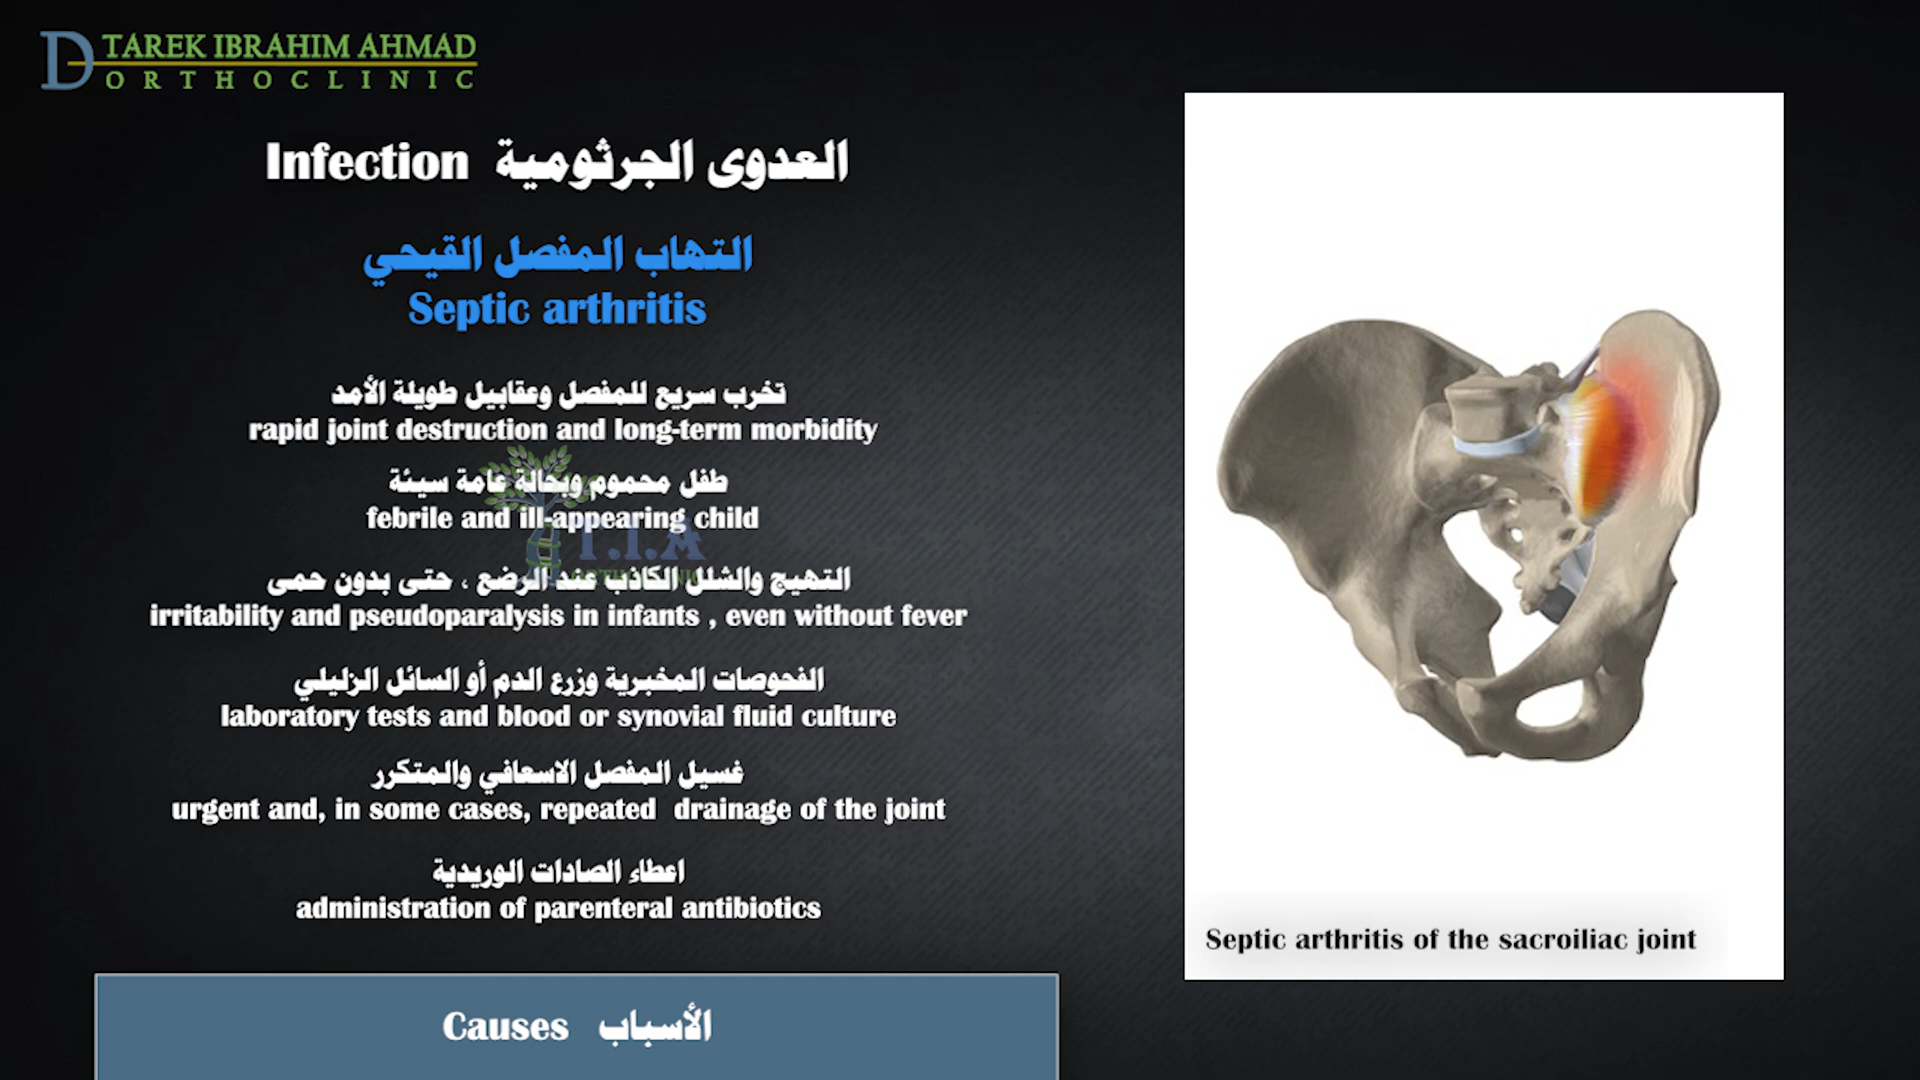 D TAREK IBRAHIM AHMAD
ORTHOCLINIC
العدوى الجرثومية Infection
التهاب المفصل القيحي
Septic arthritis
تخرب سريع للمفصل وعقابيل طويلة الأمد
rapid joint destruction and long-term morbidity
طفل محموم وبحالة عامة سيئة
febrile and ill-appearing child
T.I.A
التهيج والشلل الكاذب عند الرضع ، حتى بدون حمى
irritability and pseudoparalysis in infants , even without fever
الفحوصات المخبرية وزرع الدم أو السائل الزليلي
laboratory tests and blood or synovial fluid culture
غسيل المفصل الاسعافي والمتكرر
urgent and, in some cases, repeated drainage of the joint
اعطاء الصادات الوريدية
administration of parenteral antibiotics
Septic arthritis of the sacroiliac joint
الأسباب Causes